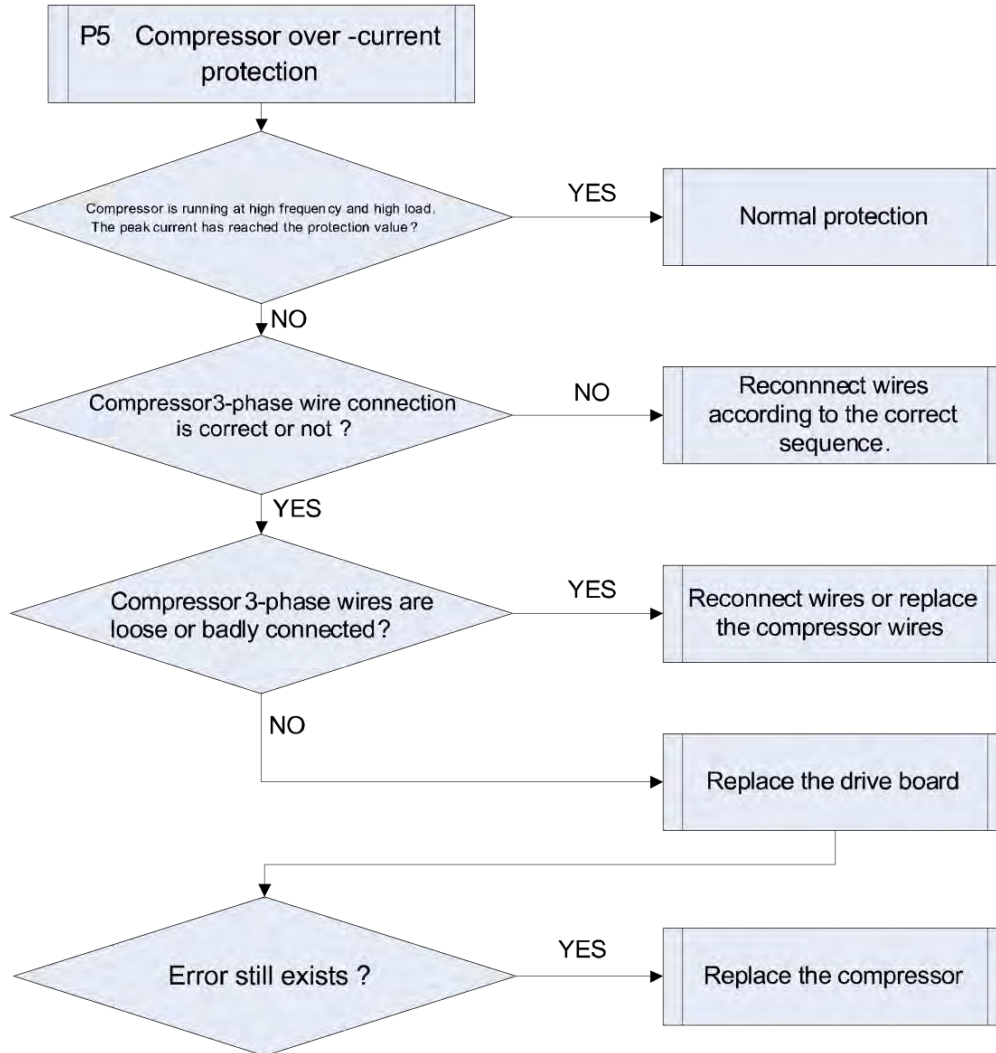 P5 Compressor over -current
protection
Compressor is running at high frequency and high load.
The peak current has reached the protection value ?
YES
Normal protection
NO
Compressor3-phase wire connection
is correct or not ?
NO
Reconnnect wires
according to the correct
sequence.
YES
Compressor 3-phase wires are
loose or badly connected?
YES
Reconnect wires or replace
the compressor wires
NO
Replace the drive board
Error still exists ?
YES
Replace the compressor